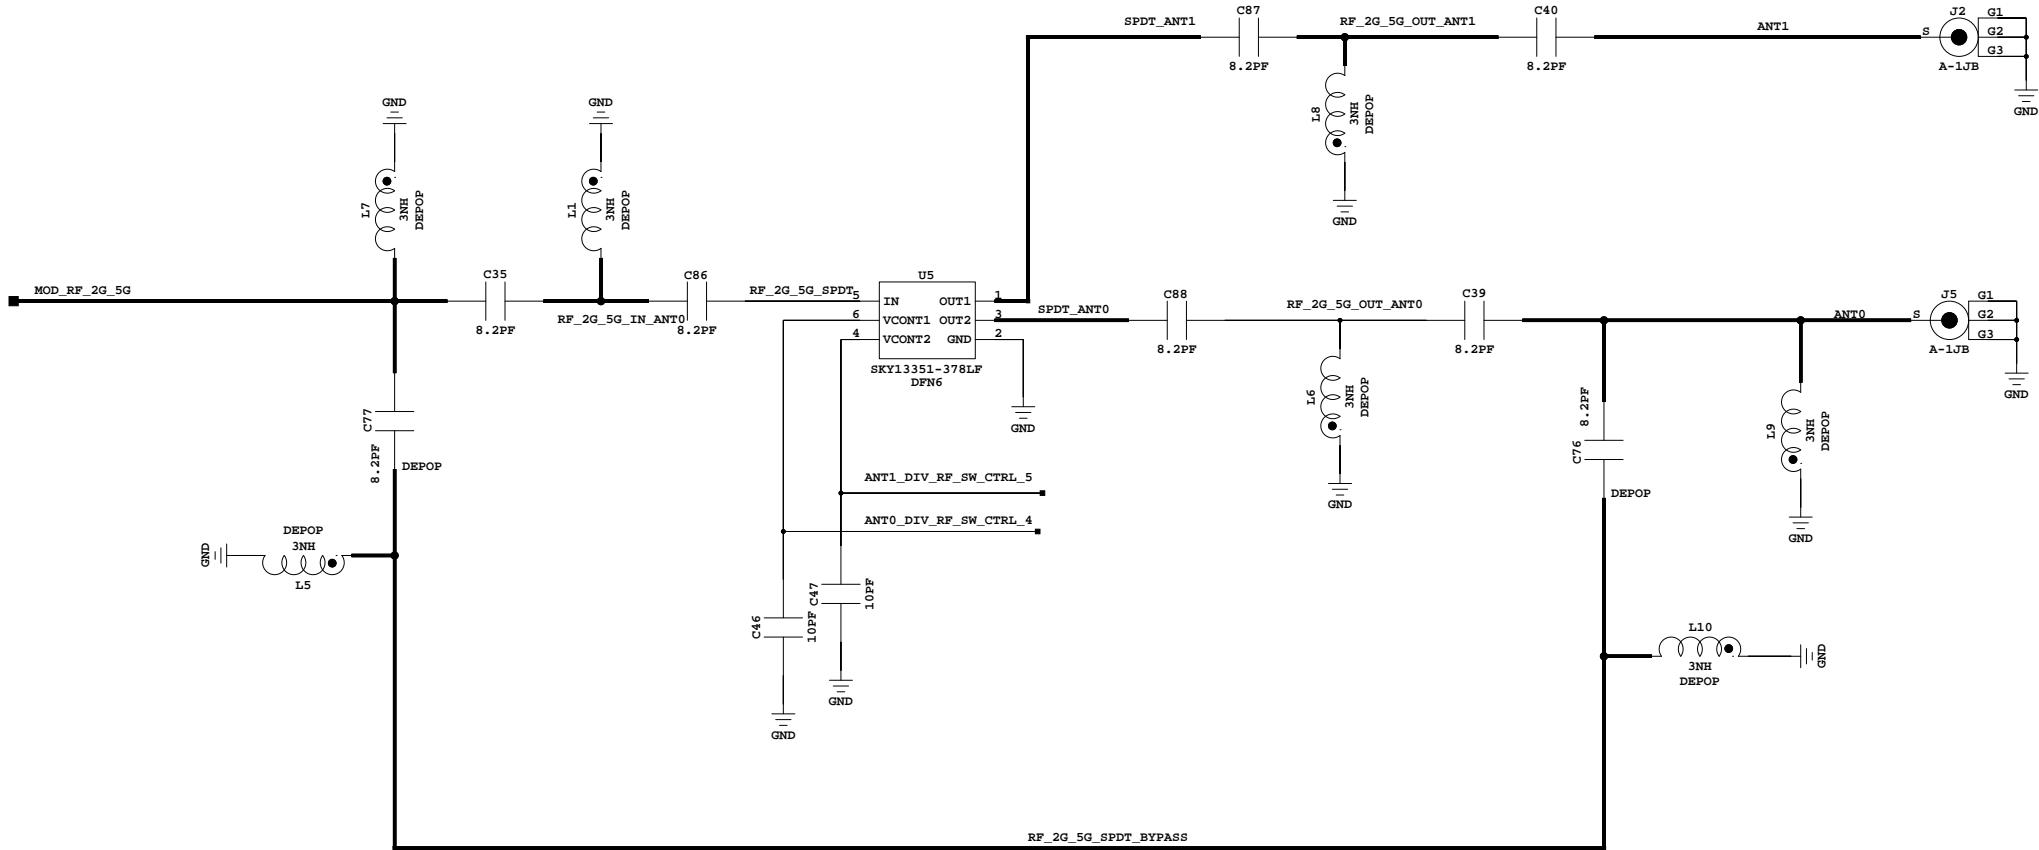 C87
SPDT_ANT1
8.2PF
RF_2G_5G_OUT_ANT1
C40
8.2PF
ANT1
J2
S
G1
G2
G3
A-1JB
GND
L8
3NH
DEPOP
GND
GND
L7
3NH
DEPOP
GND
L1
3NH
DEPOP
MOD_RF_2G_5G
C35
8.2PF
RF_2G_5G_IN_ANT0
C86
8.2PF
RF_2G_5G_SPDT
U5
5
IN
OUT1
1
6
VCONT1
OUT2
3
4
VCONT2
GND
2
SKY13351-378LF
DFN6
GND
SPDT_ANT0
C88
8.2PF
RF_2G_5G_OUT_ANT0
C39
8.2PF
ANT0
J5
S
G1
G2
G3
A-1JB
GND
L6
3NH
DEPOP
GND
8.2PF
C76
DEPOP
L9
3NH
DEPOP
GND
C77
8.2PF
DEPOP
ANT1_DIV_RF_SW_CTRL_5
ANT0_DIV_RF_SW_CTRL_4
DEPOP
3NH
L5
GND
C47
10PF
GND
C46
10PF
GND
L10
3NH
DEPOP
GND
RF_2G_5G_SPDT_BYPASS